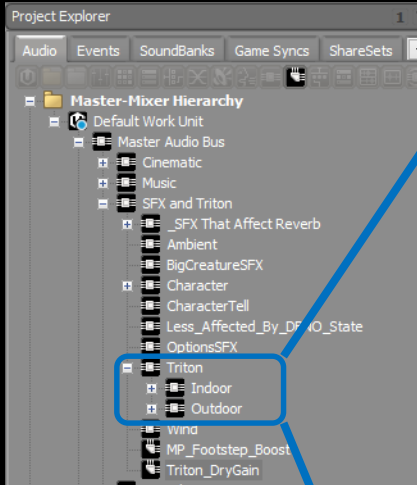 Project Explorer 1
Audio Events SoundBanks Game Syncs ShareSets
Master-Mixer Hierarchy
Default Work Unit
Master Audio Bus
Cinematic
Music
SFX and Triton
_SFX That Affect Reverb
Ambient
BigCreatureSFX
Character
CharacterTell
Less_Affected_By_DBNO_State
OptionsSFX
Triton
Indoor
Outdoor
Wind
MP_Footstep_Boost
Triton_DryGain